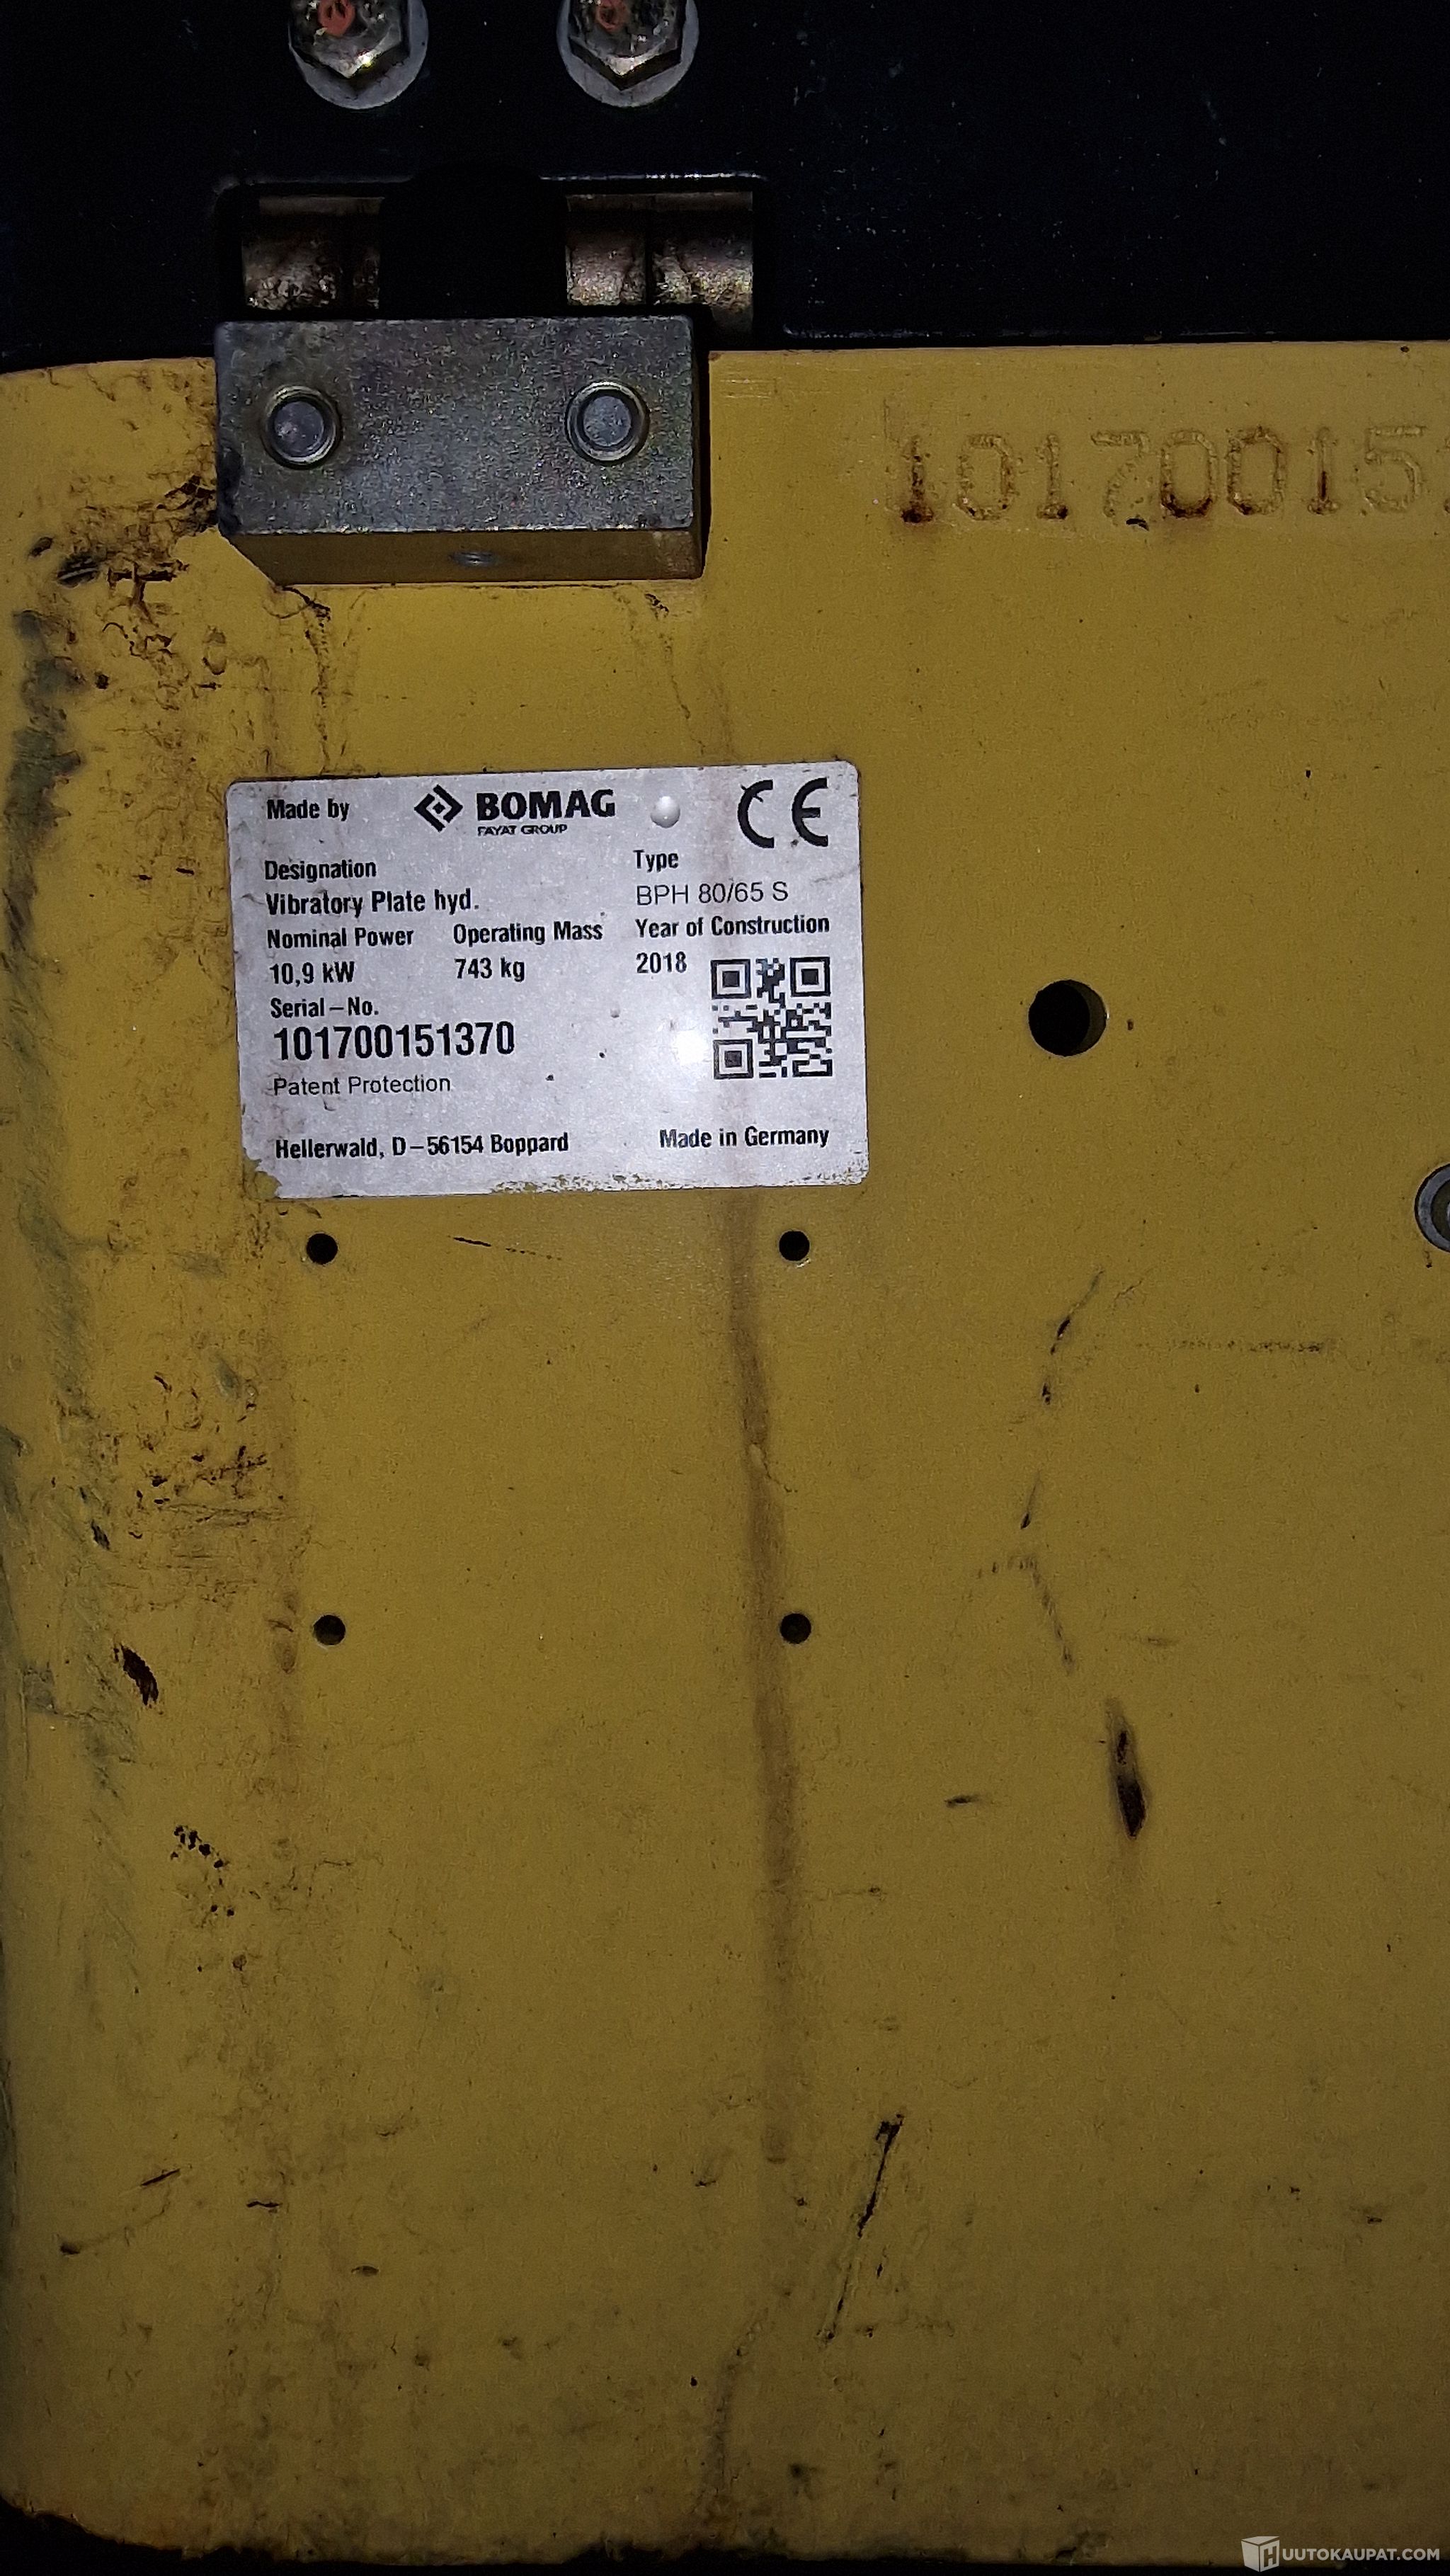 10170015
Made by BOMAG CE
FAYAT GROUP
Designation Type
Vibratory Plate hyd. BPH 80/65 S
Nominal Power Operating Mass Year of Construction
10,9 kW 743 kg 2018
Serial-No.
101700151370
Patent Protection
Hellerwald, D-56154 Boppard Made in Germany
HUUTOKAUPAT.COM